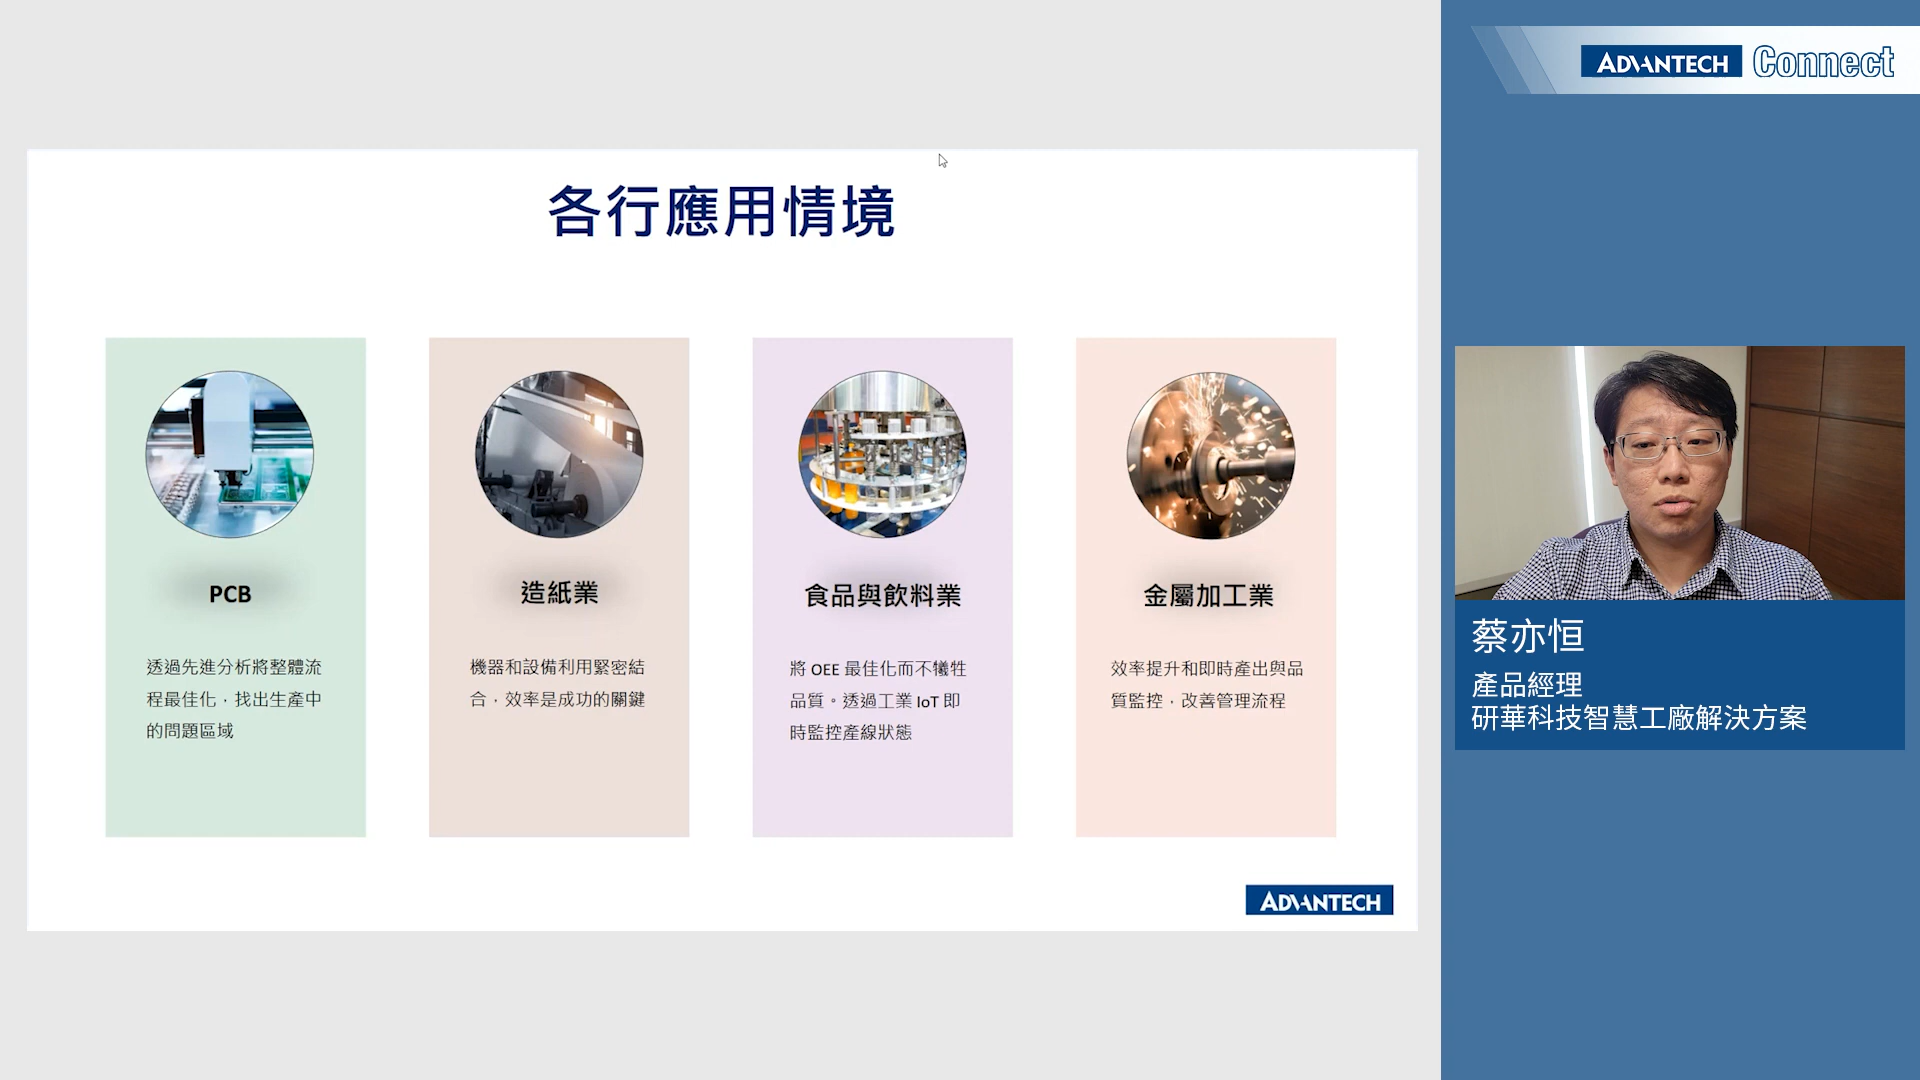 各行應用情境
PCB
透過先進分析將整體流
程最佳化，找出生產中
的問題區域
造紙業
機器和設備利用緊密結
合，效率是成功的關鍵
食品與飲料業
將 OEE 最佳化而不犧牲
品質。透過工業 IoT 即
時監控產線狀態
金屬加工業
效率提升和即時產出與品
質監控，改善管理流程
ADVANTECH
ADVANTECH Connect
蔡亦恒
產品經理
研華科技智慧工廠解決方案